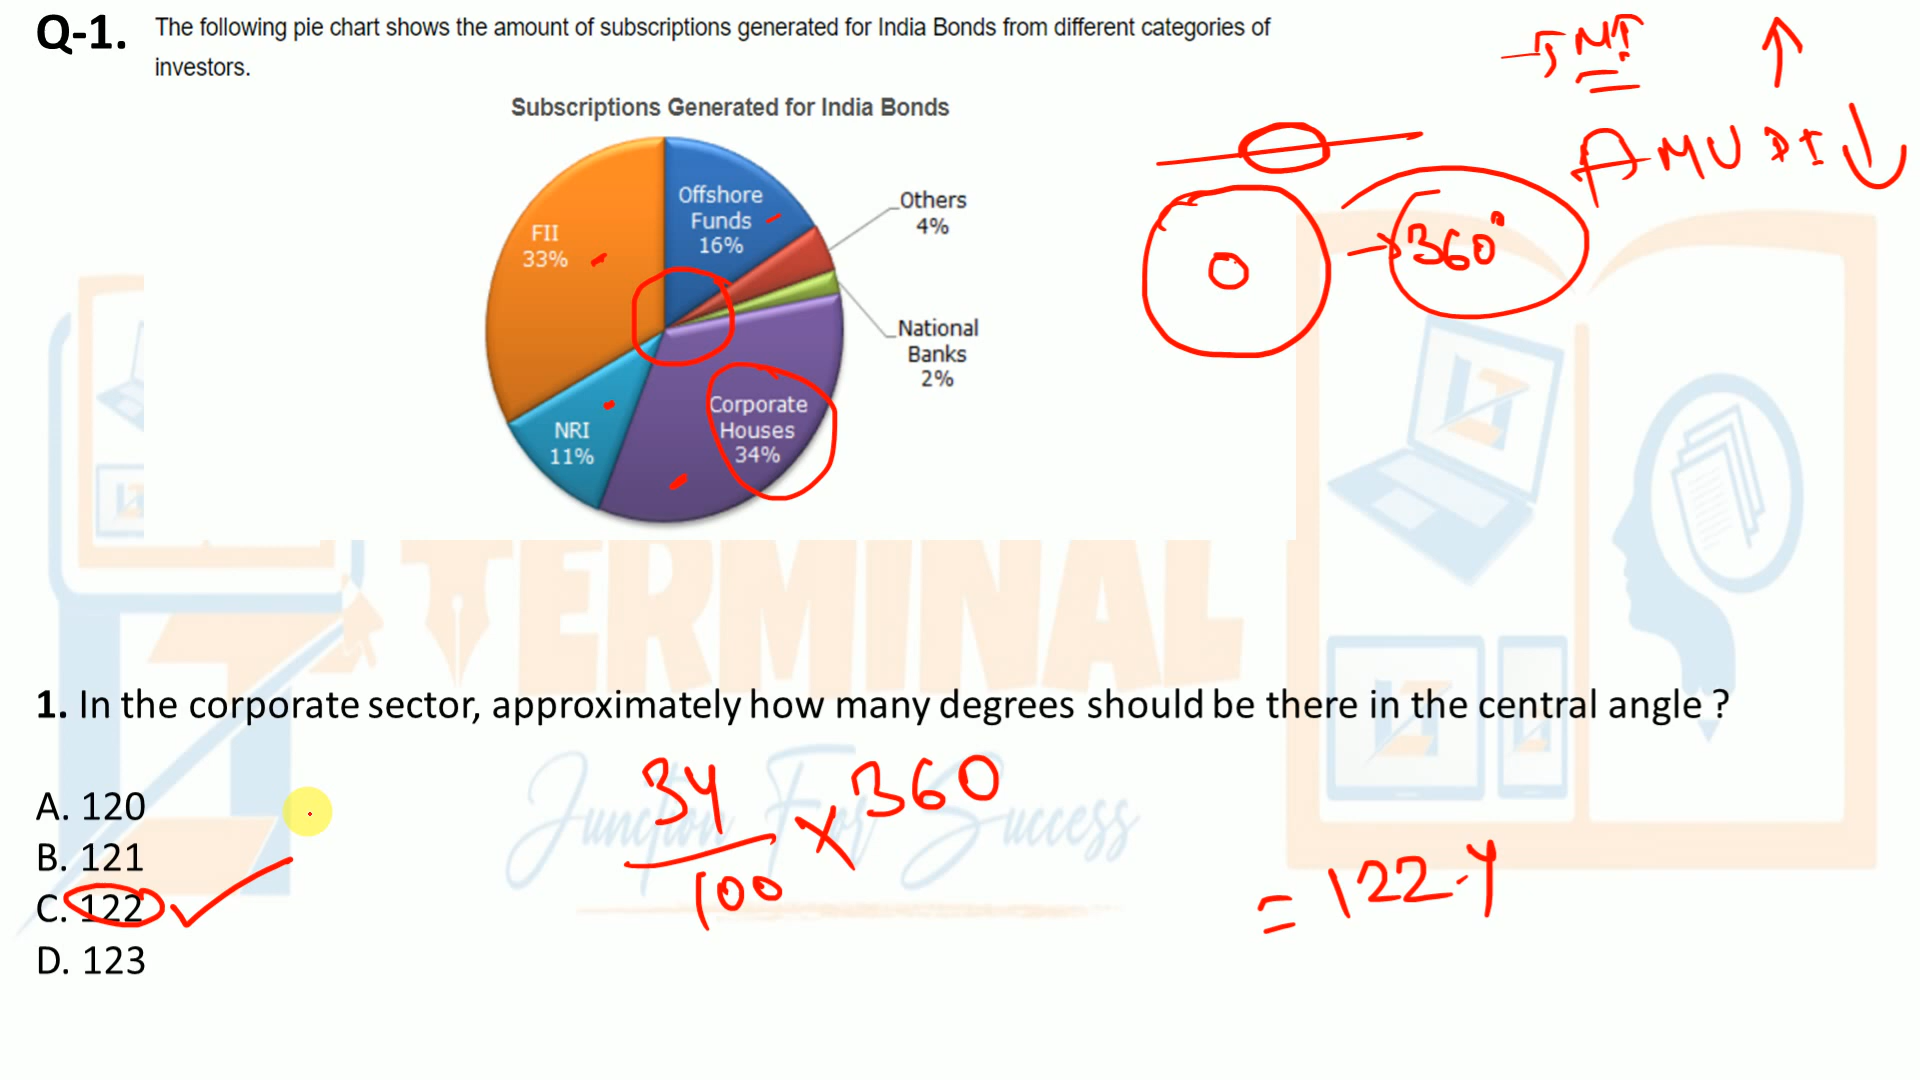 Q-1. The following pie chart shows the amount of subscriptions generated for India Bonds from different categories of
investors.
Subscriptions Generated for India Bonds
Offshore
Funds
16%
Others
4%
FII
33%
National
Banks
2%
Corporate
Houses
34%
NRI
11%
360°
TERMINAL
1. In the corporate sector, approximately how many degrees should be there in the central angle ?
Junction For Success
34
100
x 360
= 122.4
A. 120
B. 121
C. 122
D. 123